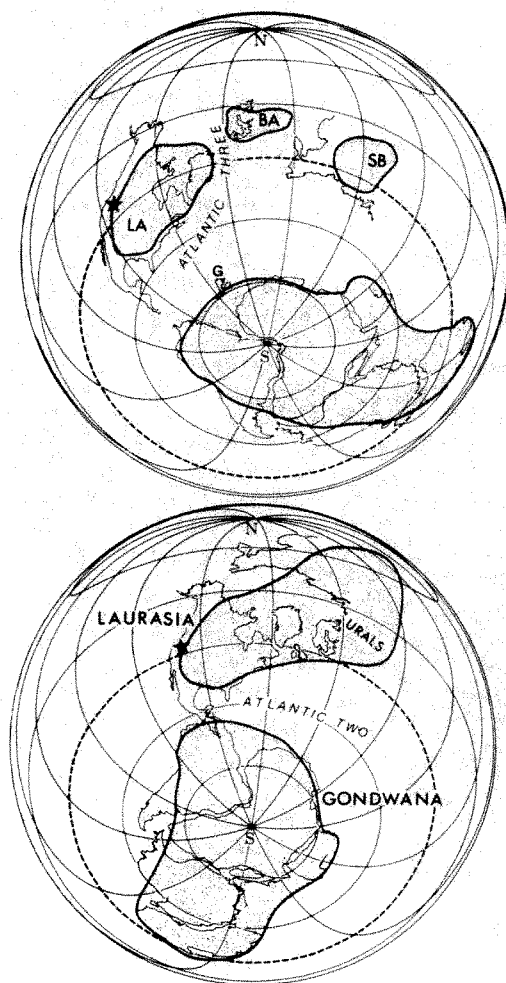 N
BA
SB
THREE
LA
ATLANTIC
G
S
N
LAURASIA
URALS
ATLANTIC TWO
GONDWANA
S